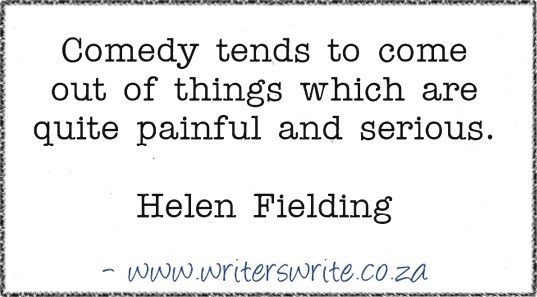 Comedy tends to come
out of things which are
quite painful and serious.
Helen Fielding
- www.writerswrite.co.za